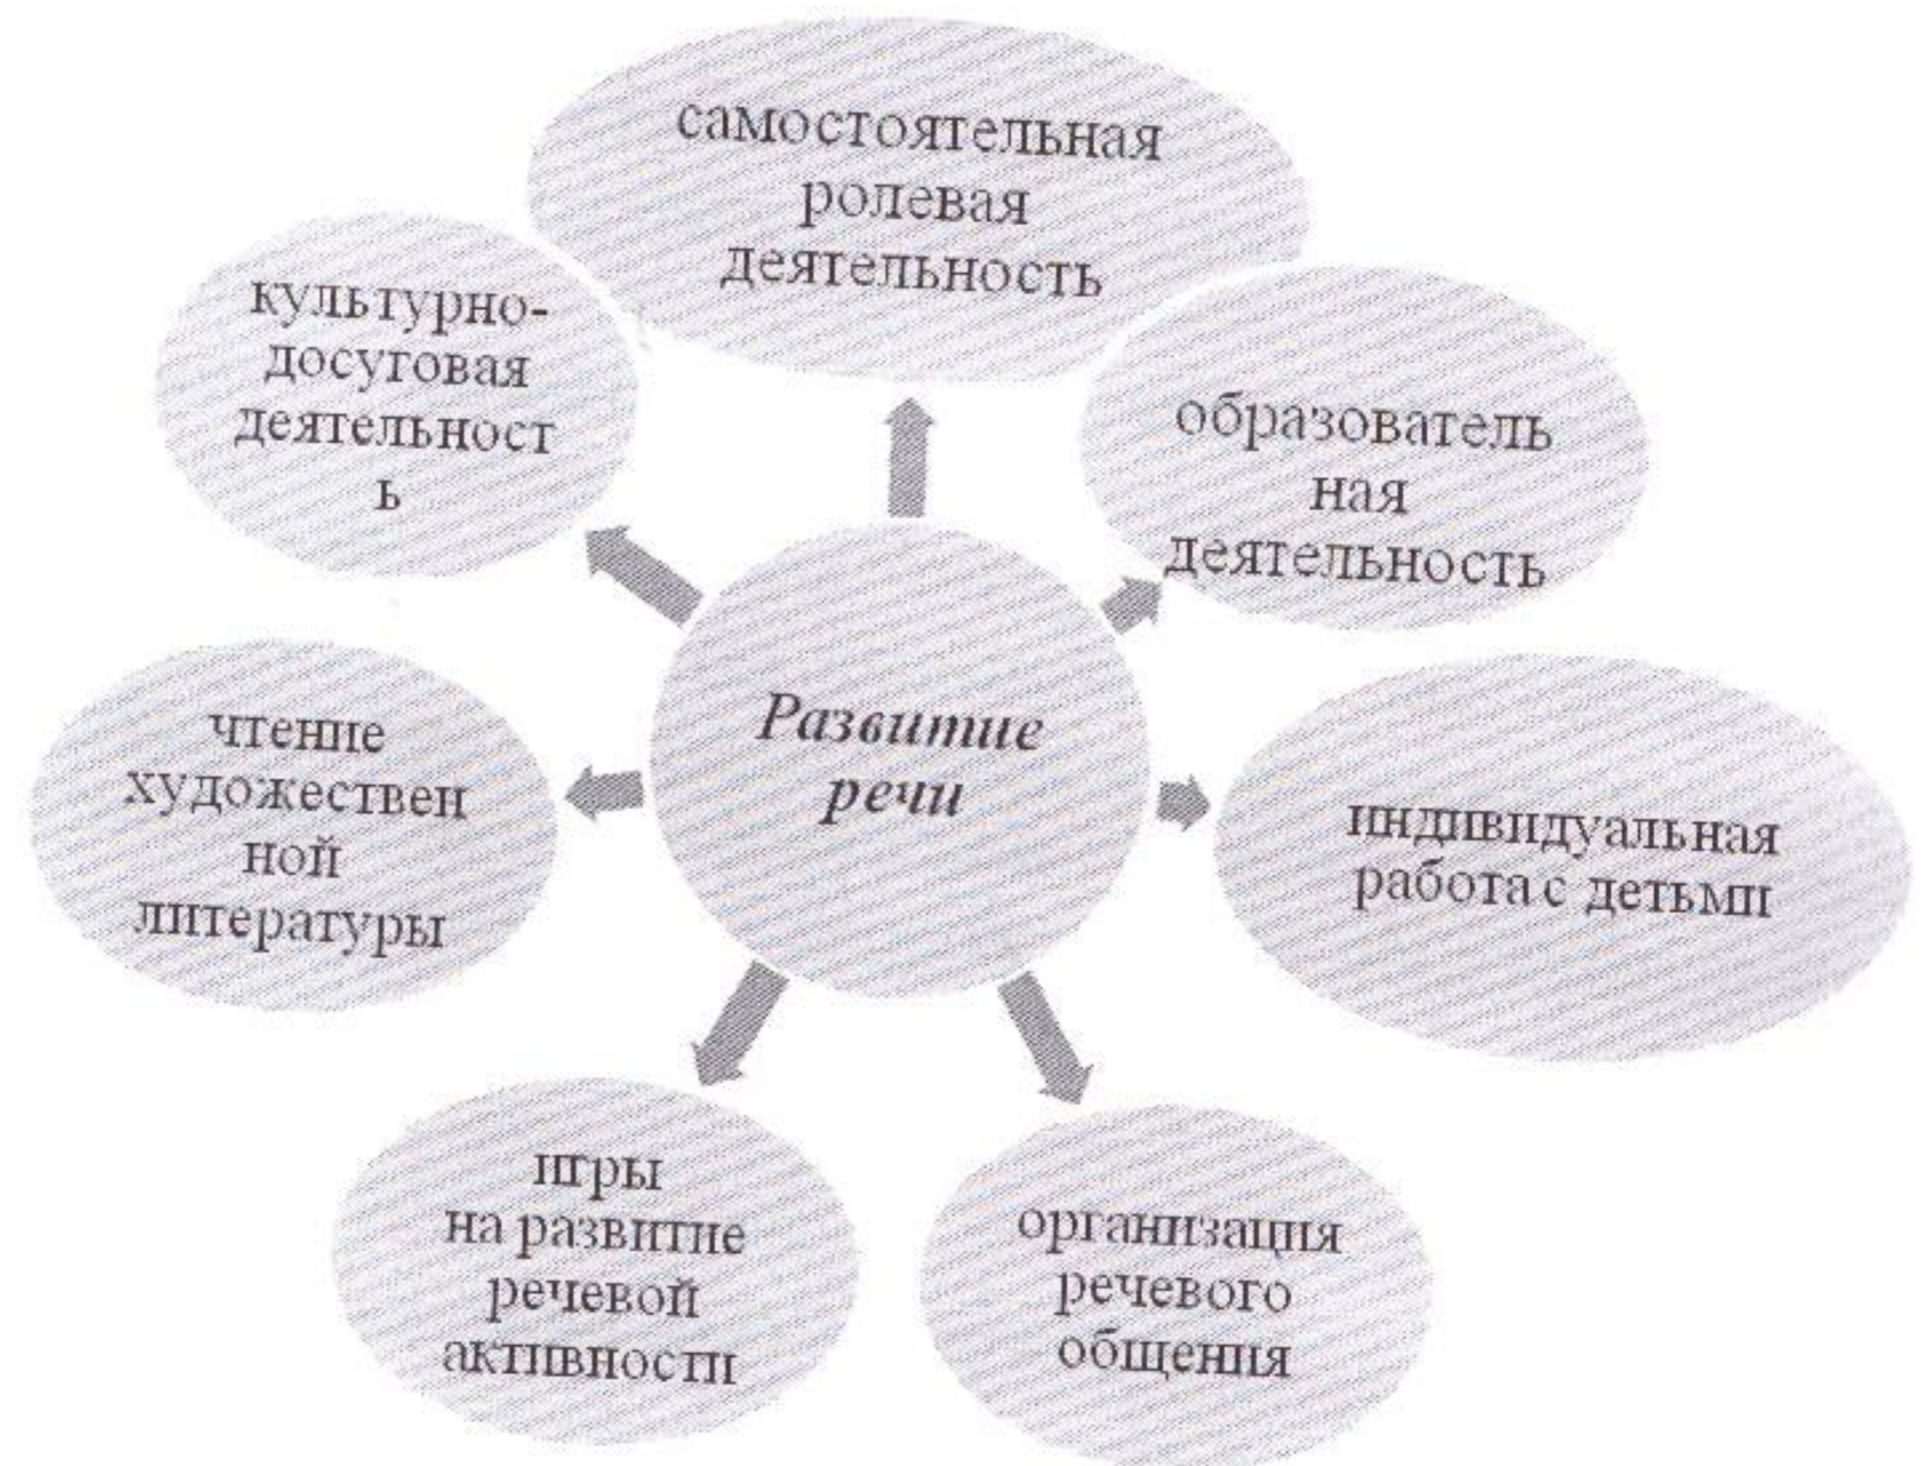 самостоятельная
ролевая
деятельность
культурно-
досуговая
деятельност
ь
образователь
ная
деятельность
Развитие
речи
чтение
художествен
ной
литературы
индивидуальная
работа с детьми
игры
на развитие
речевой
активности
организация
речевого
общения